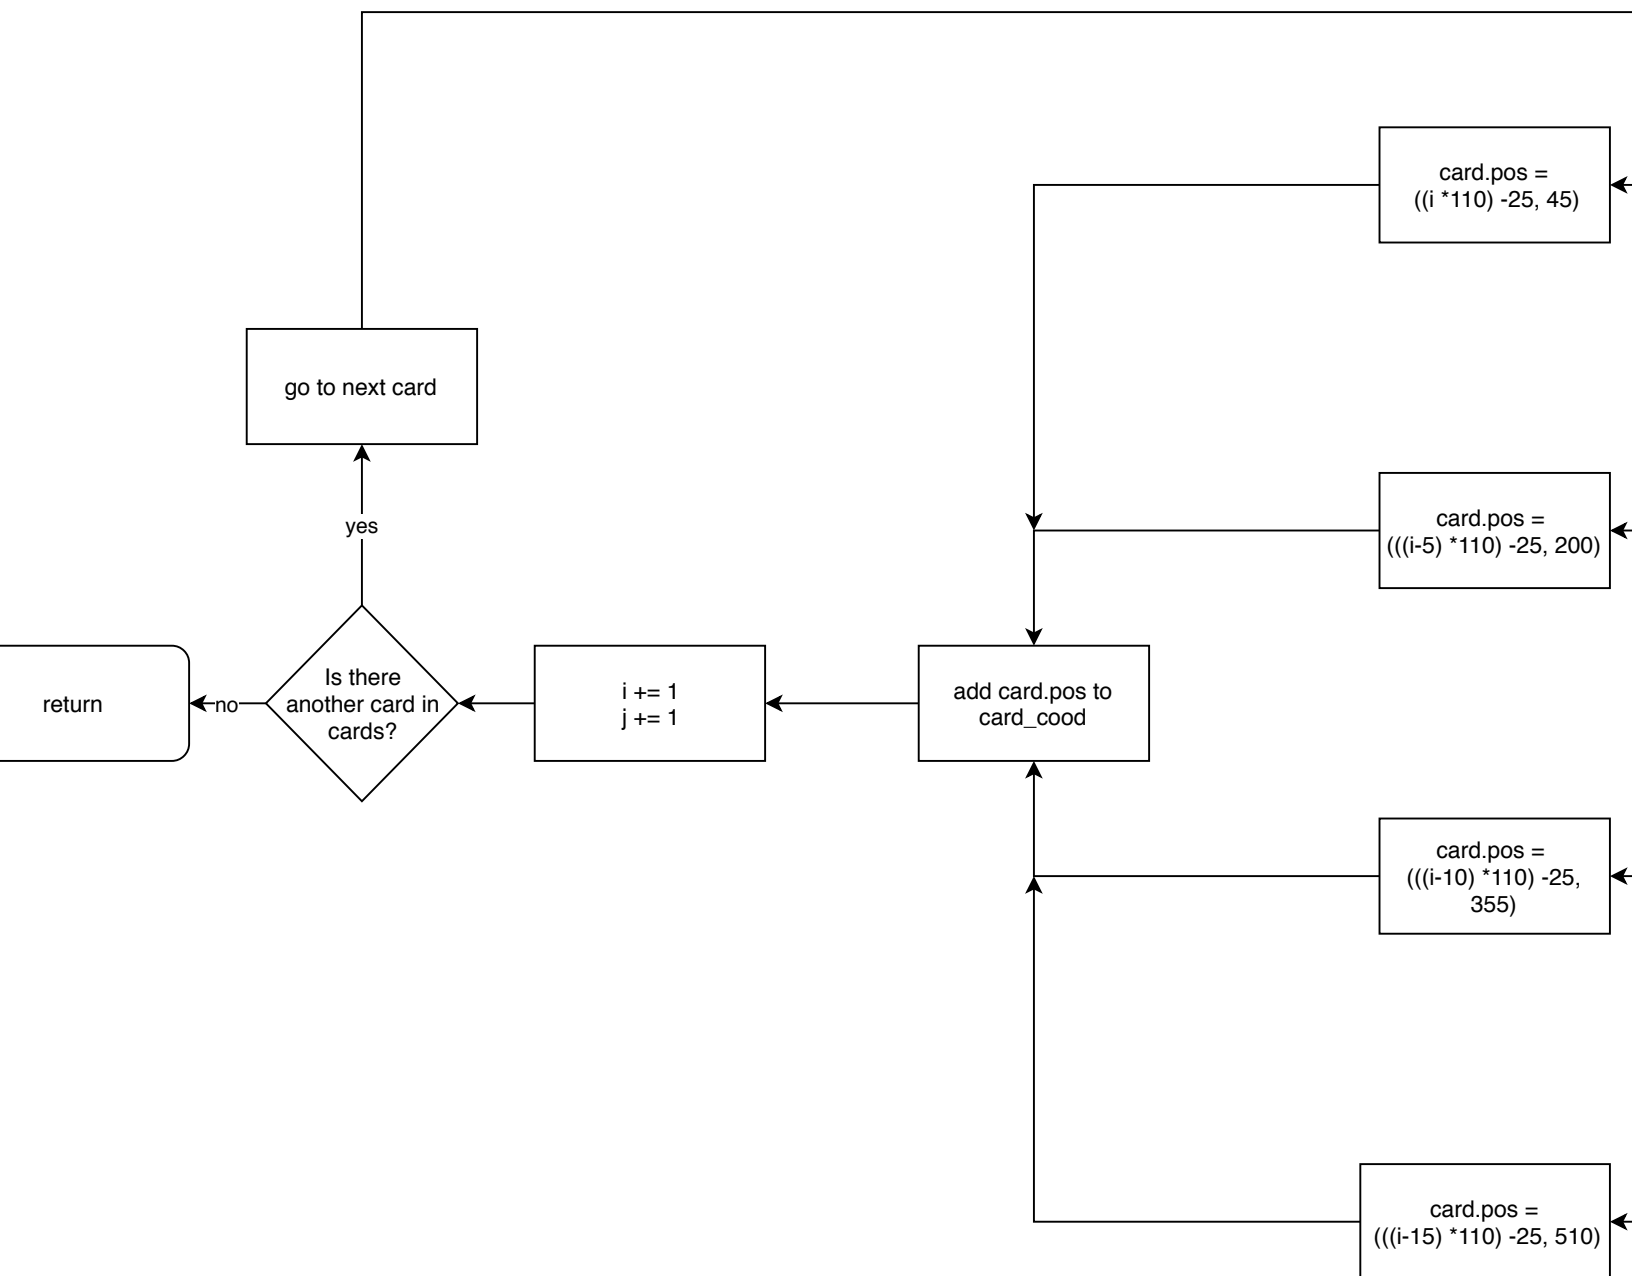 card.pos =
((i *110) -25, 45)
go to next card
yes
card.pos =
(((i-5) *110) -25, 200)
return
no
Is there
another card in
cards?
i += 1
j += 1
add card.pos to
card_cood
card.pos =
(((i-10) *110) -25,
355)
card.pos =
(((i-15) *110) -25, 510)